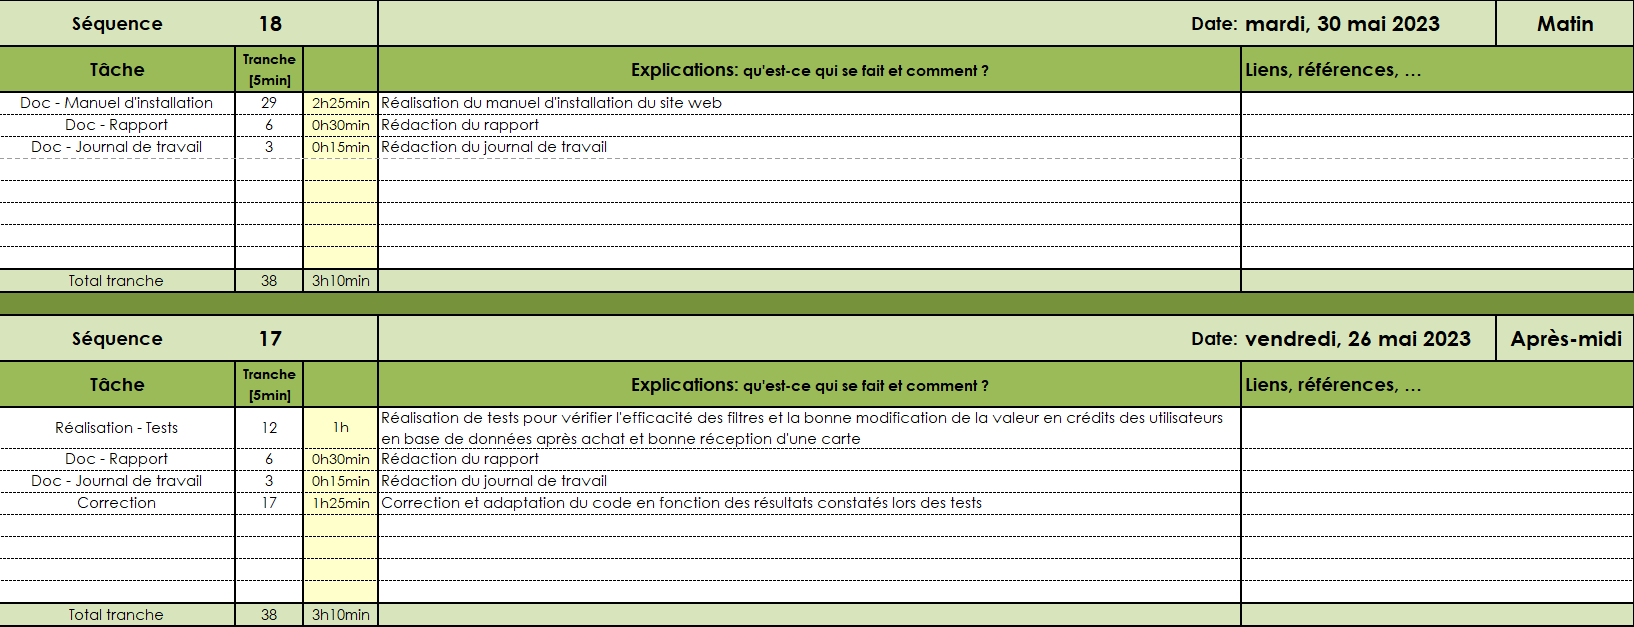 Séquence 18 Date: mardi, 30 mai 2023 Matin
Tâche Tranche [5min] Explications: qu'est-ce qui se fait et comment ? Liens, références, ...
Doc - Manuel d'installation 29 2h25min Réalisation du manuel d'installation du site web
Doc - Rapport 6 0h30min Rédaction du rapport
Doc - Journal de travail 3 0h15min Rédaction du journal de travail
Total tranche 38 3h10min
Séquence 17 Date: vendredi, 26 mai 2023 Après-midi
Tâche Tranche [5min] Explications: qu'est-ce qui se fait et comment ? Liens, références, ...
Réalisation - Tests 12 1h Réalisation de tests pour vérifier l'efficacité des filtres et la bonne modification de la valeur en crédits des utilisateurs
en base de données après achat et bonne réception d'une carte
Doc - Rapport 6 0h30min Rédaction du rapport
Doc - Journal de travail 3 0h15min Rédaction du journal de travail
Correction 17 1h25min Correction et adaptation du code en fonction des résultats constatés lors des tests
Total tranche 38 3h10min